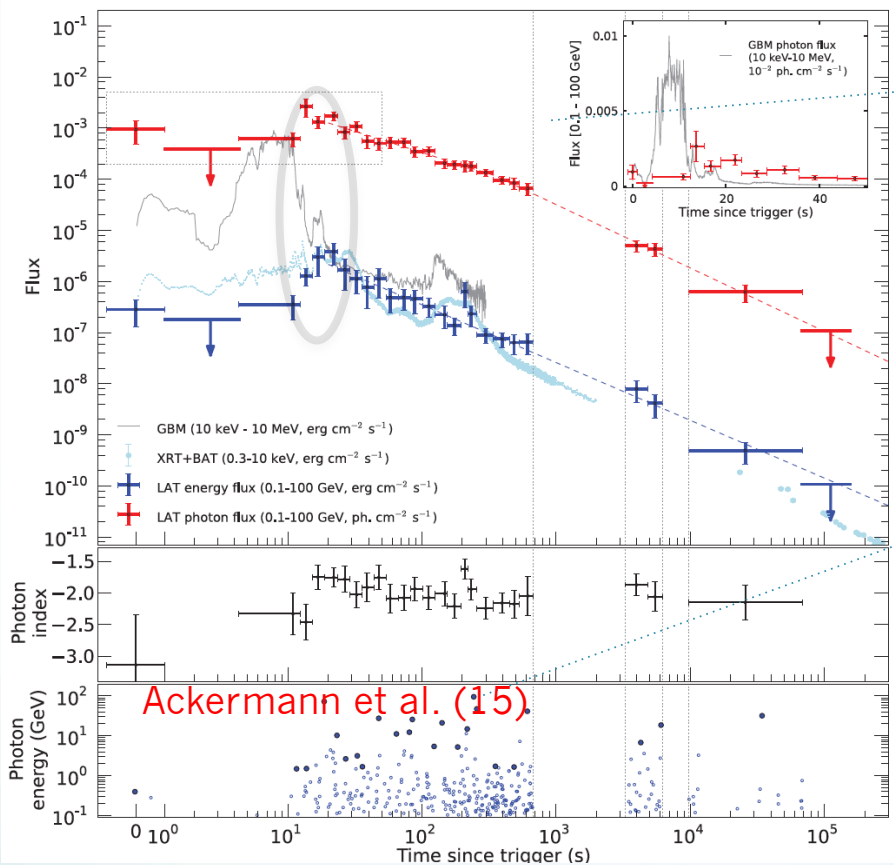 10⁻¹
10⁻²
10⁻³
10⁻⁴
10⁻⁵
10⁻⁶
10⁻⁷
10⁻⁸
10⁻⁹
10⁻¹⁰
10⁻¹¹
Flux
0.01
0.005
0
Flux [0.1 - 100 GeV]
GBM photon flux
(10 keV-10 MeV,
10⁻² ph. cm⁻² s⁻¹)
0 20 40
Time since trigger (s)
GBM (10 keV - 10 MeV, erg cm⁻² s⁻¹)
XRT+BAT (0.3-10 keV, erg cm⁻² s⁻¹)
LAT energy flux (0.1-100 GeV, erg cm⁻² s⁻¹)
LAT photon flux (0.1-100 GeV, ph. cm⁻² s⁻¹)
−1.5
−2.0
−2.5
−3.0
Photon
index
Ackermann et al. (15)
10²
10¹
10⁰
10⁻¹
Photon
energy (GeV)
0 10⁰ 10¹ 10² 10³ 10⁴ 10⁵
Time since trigger (s)